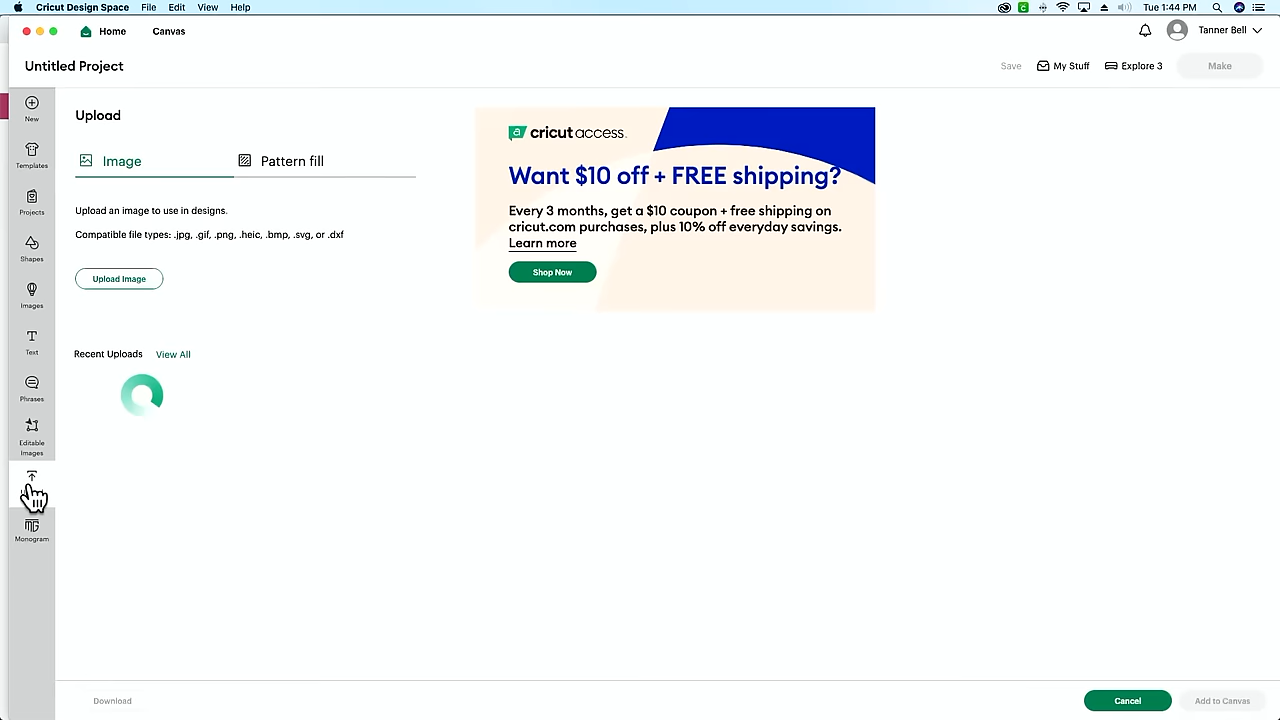 Cricut Design Space File Edit View Help Tue 1:44 PM
Home Canvas Tanner Bell
Untitled Project Save My Stuff Explore 3 Make
New
Templates
Projects
Shapes
Images
Text
Phrases
Editable
Images
Monogram
Upload
Image Pattern fill
Upload an image to use in designs.
Compatible file types: .jpg, .gif, .png, .heic, .bmp, .svg, or .dxf
Upload Image
Recent Uploads View All
cricut access.
Want $10 off + FREE shipping?
Every 3 months, get a $10 coupon + free shipping on
cricut.com purchases, plus 10% off everyday savings.
Learn more
Shop Now
Download Cancel Add to Canvas